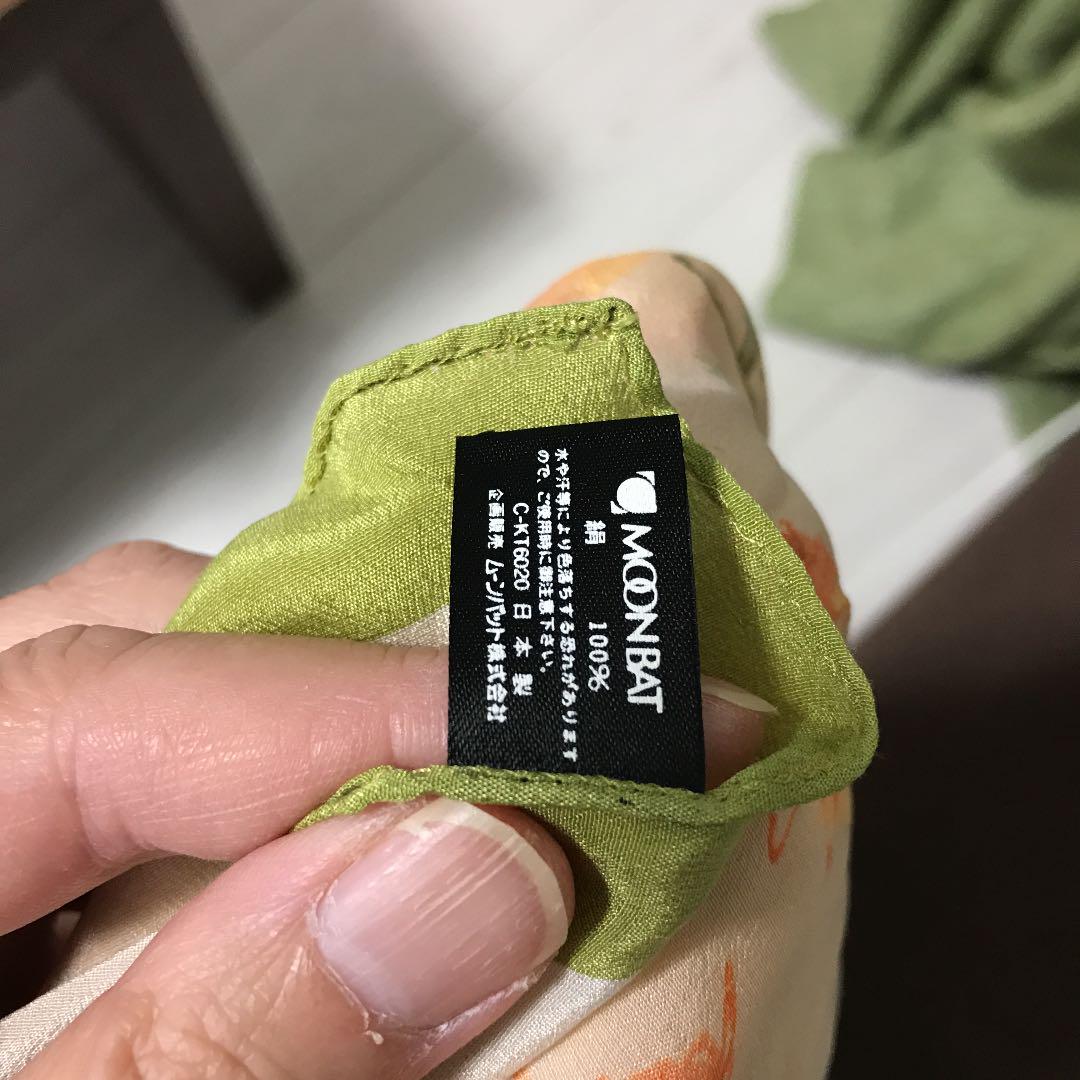 MOONBAT
絹 100%
水や汗等により色落ちする恐れがあります
ので、ご使用時に御注意下さい。
C-KT6020 日本製
企画販売 ムーンバット株式会社